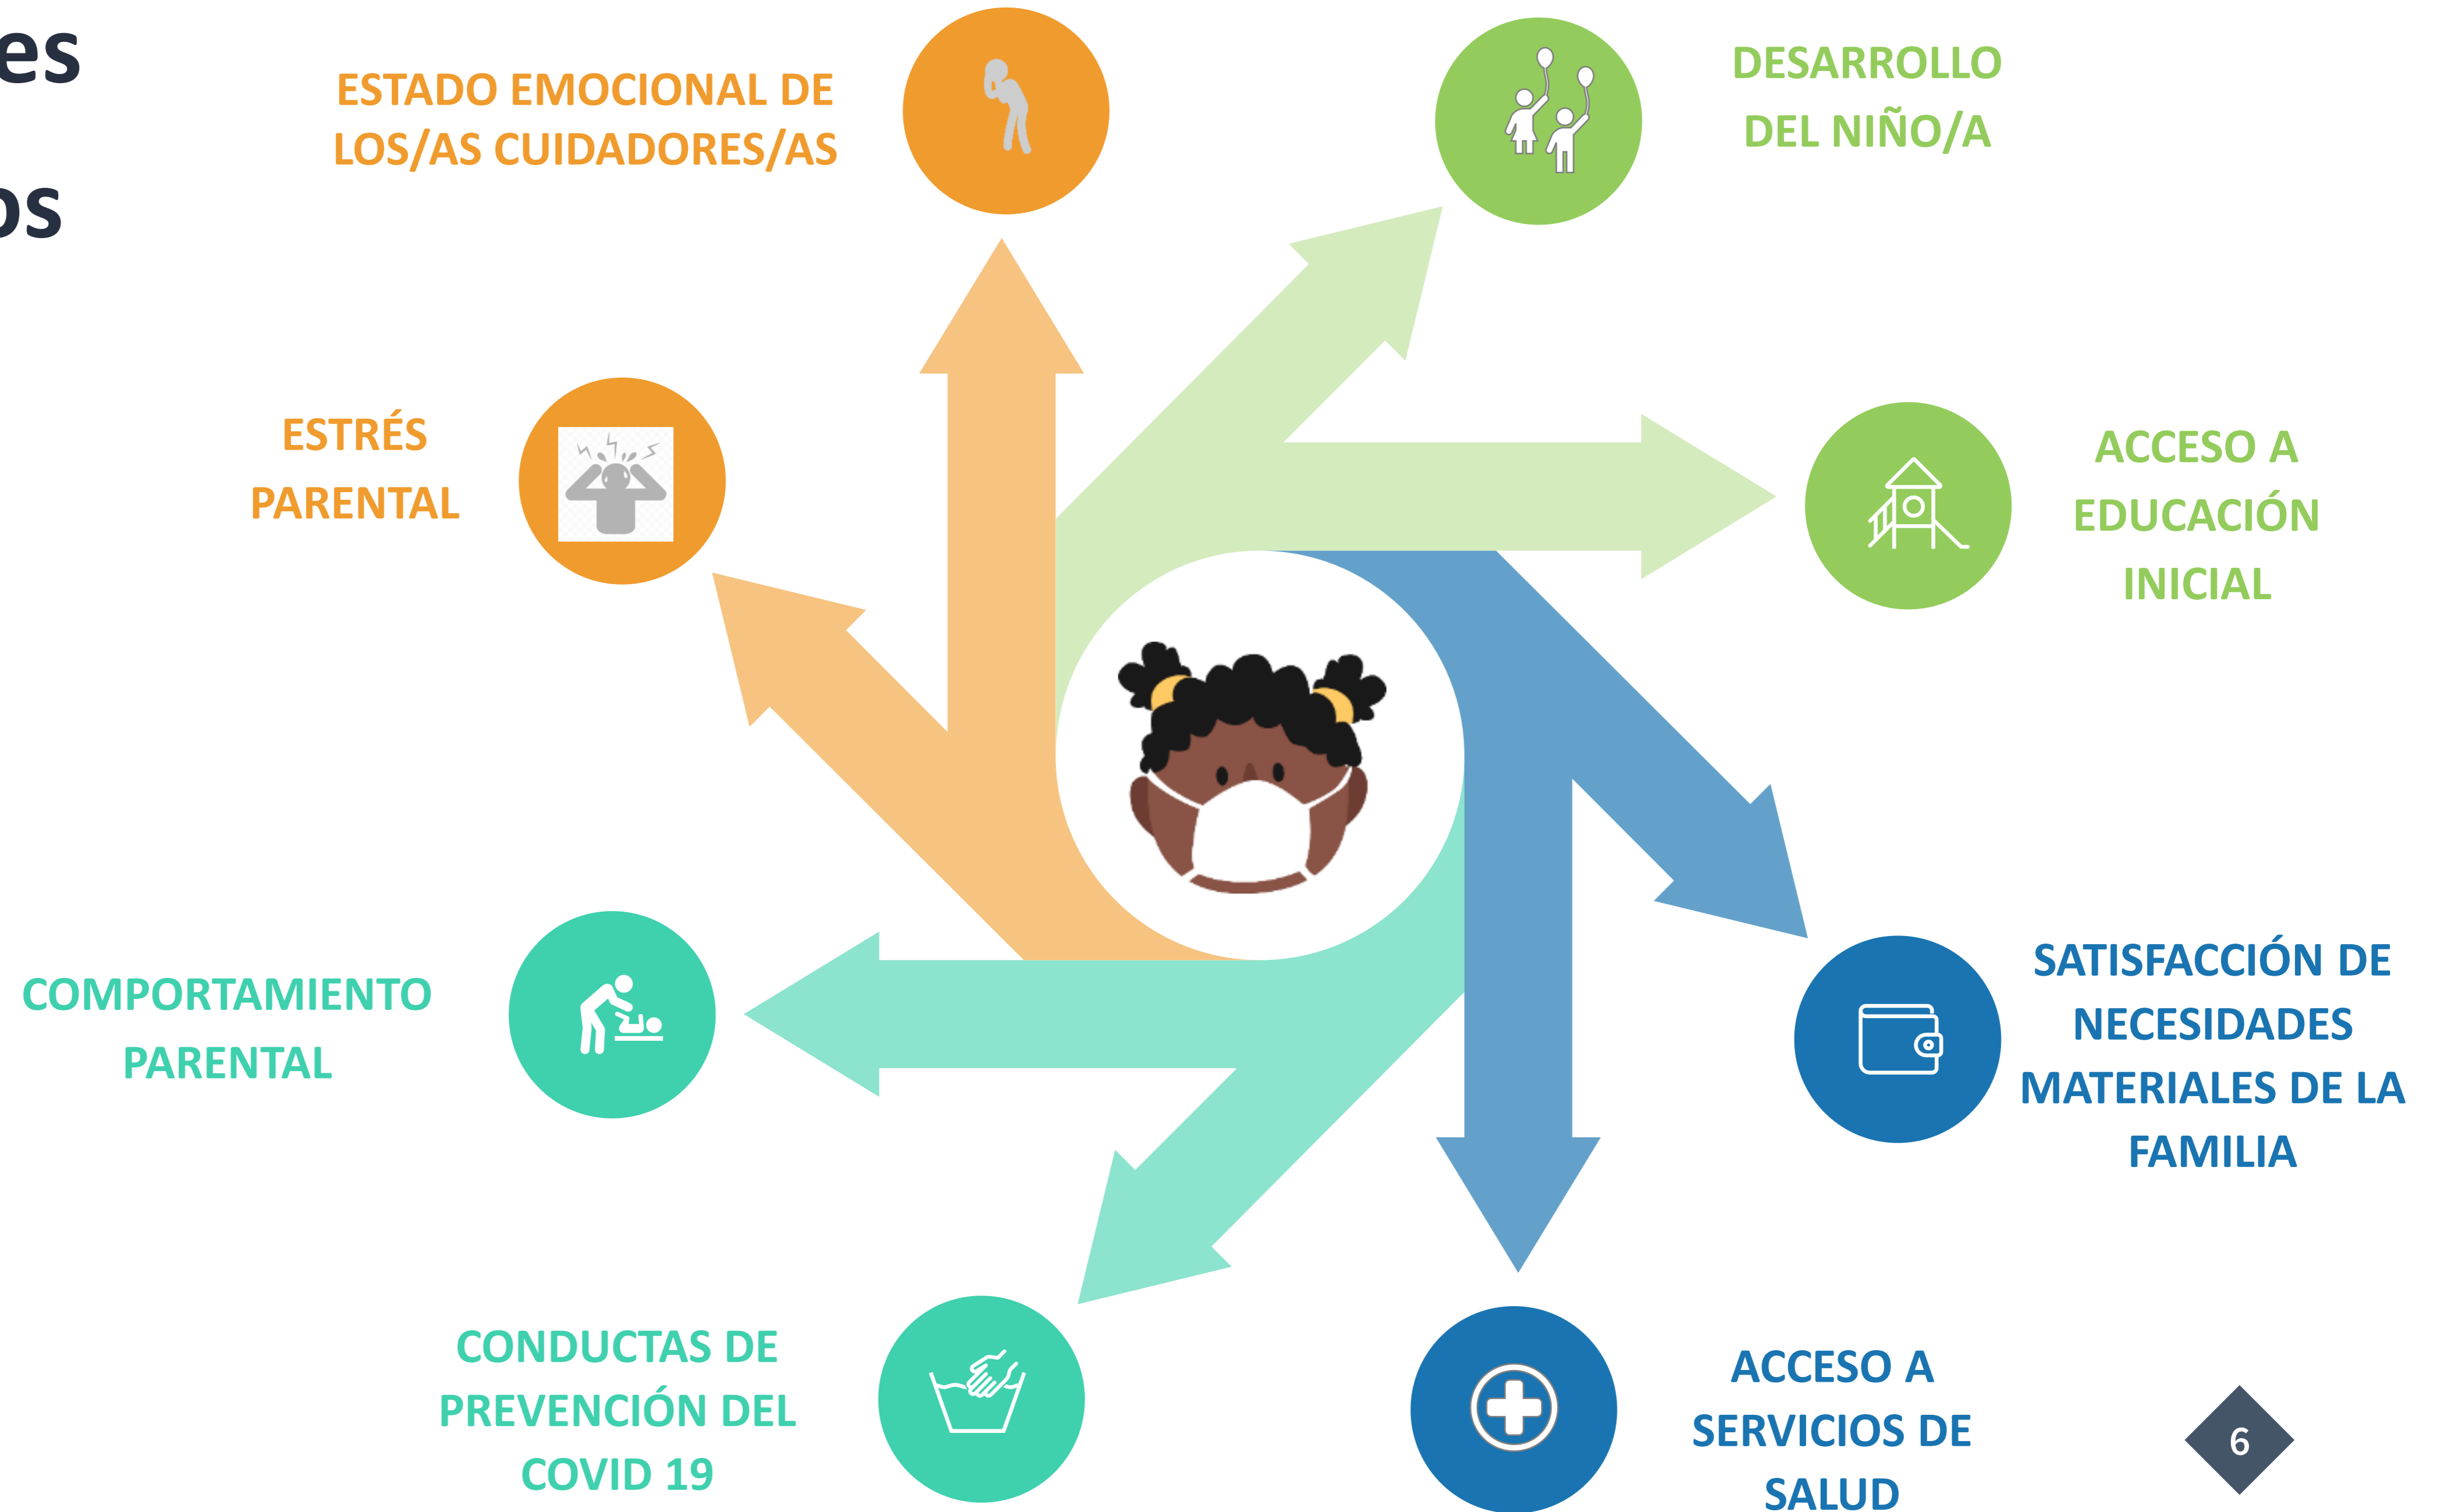 es
os
ESTADO EMOCIONAL DE
LOS/AS CUIDADORES/AS
DESARROLLO
DEL NIÑO/A
ESTRÉS
PARENTAL
ACCESO A
EDUCACIÓN
INICIAL
COMPORTAMIENTO
PARENTAL
SATISFACCIÓN DE
NECESIDADES
MATERIALES DE LA
FAMILIA
CONDUCTAS DE
PREVENCIÓN DEL
COVID 19
ACCESO A
SERVICIOS DE
SALUD
6